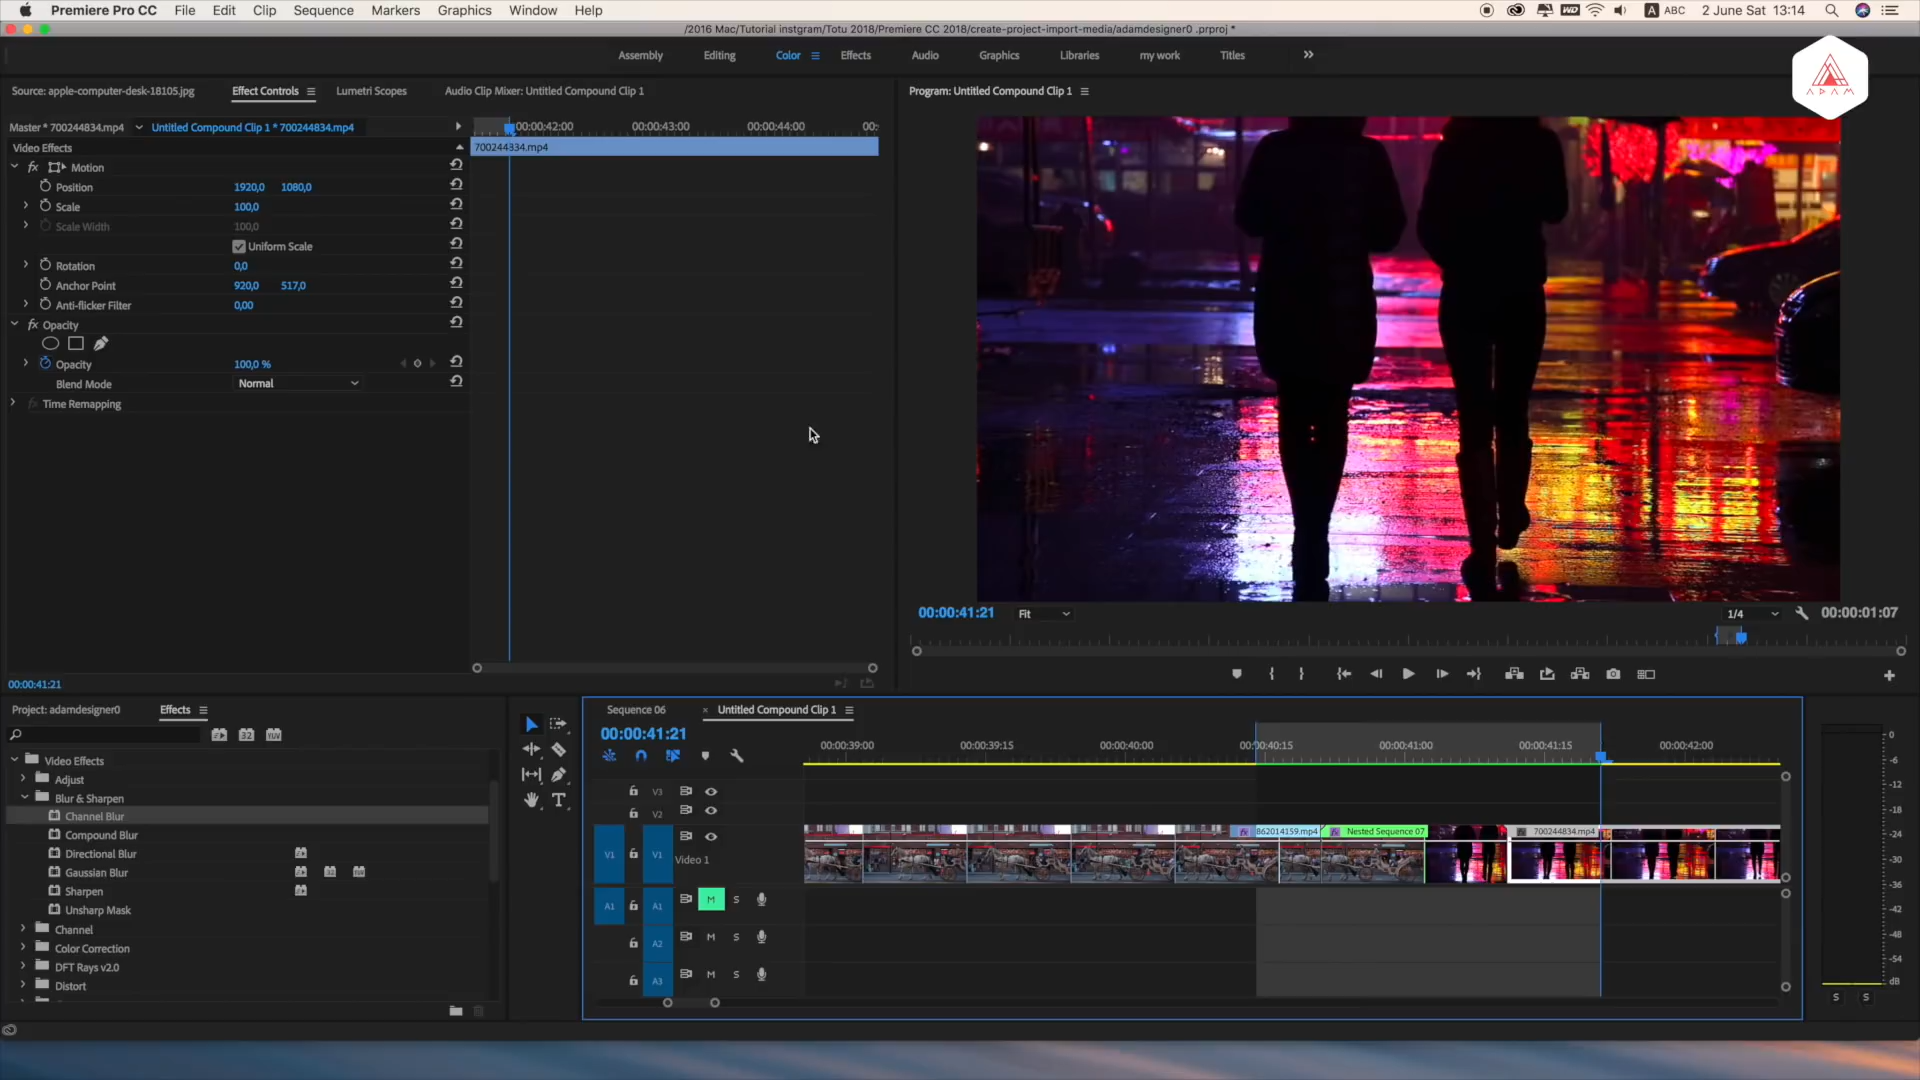 Premiere Pro CC File Edit Clip Sequence Markers Graphics Window Help
WD A ABC 2 June Sat 13:14
/2016 Mac/Tutorial instgram/Totu 2018/Premiere CC 2018/create-project-import-media/adamdesigner0 .prproj *
Assembly Editing Color Effects Audio Graphics Libraries my work Titles
ADAM
Source: apple-computer-desk-18105.jpg Effect Controls Lumetri Scopes Audio Clip Mixer: Untitled Compound Clip 1
Program: Untitled Compound Clip 1
Master * 700244834.mp4 Untitled Compound Clip 1 * 700244834.mp4
00:00:42:00 00:00:43:00 00:00:44:00 00:
Video Effects
700244834.mp4
fx Motion
Position 1920,0 1080,0
Scale 100,0
Scale Width 100,0
Uniform Scale
Rotation 0,0
Anchor Point 920,0 517,0
Anti-flicker Filter 0,00
fx Opacity
Opacity 100,0 %
Blend Mode Normal
fx Time Remapping
00:00:41:21 Fit 1/4 00:00:01:07
00:00:41:21
Project: adamdesigner0 Effects
32 YUV
Video Effects
Adjust
Blur & Sharpen
Channel Blur
Compound Blur
Directional Blur
Gaussian Blur
Sharpen
Unsharp Mask
Channel
Color Correction
DFT Rays v2.0
Distort
T
Sequence 06 × Untitled Compound Clip 1
00:00:41:21
00:00:39:00 00:00:39:15 00:00:40:00 00:00:40:15 00:00:41:00 00:00:41:15 00:00:42:00
V3
V2
V1 V1 Video 1
fx 862014159.mp4 fx Nested Sequence 07 fx 700244834.mp4
A1 A1 M S
A2 M S
A3 M S
0
-6
-12
-18
-24
-30
-36
-42
-48
-54
dB
S S